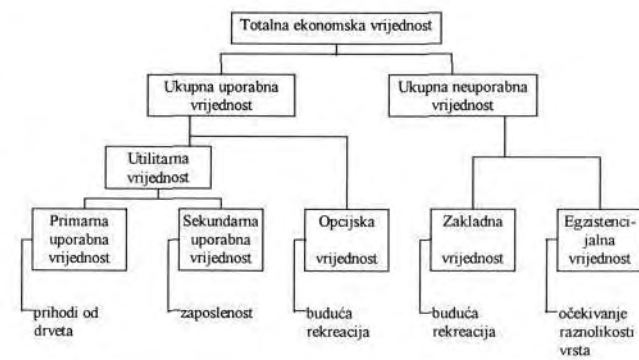 Totalna ekonomska vrijednost
Ukupna uporabna
vrijednost
Ukupna neuporabna
vrijednost
Utilitarna
vrijednost
Primarna
uporabna
vrijednost
Sekundarna
uporabna
vrijednost
Opcijska
vrijednost
Zakladna
vrijednost
Egzistenci-
jalna
vrijednost
prihodi od
drveta
zaposlenost
buduća
rekreacija
buduća
rekreacija
očekivanje
raznolikosti
vrsta